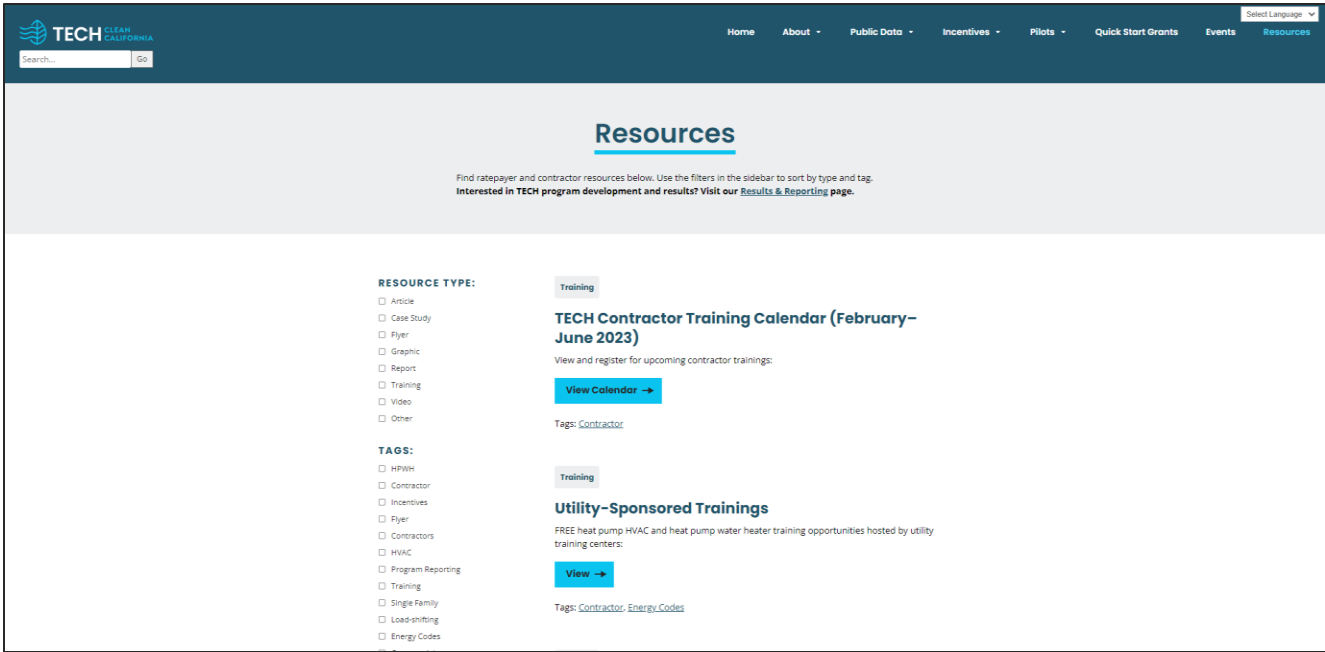 Select Language
TECH CLEAN CALIFORNIA
Home About Public Data Incentives Pilots Quick Start Grants Events Resources
Search... Go
Resources
Find ratepayer and contractor resources below. Use the filters in the sidebar to sort by type and tag.
Interested in TECH program development and results? Visit our Results & Reporting page.
RESOURCE TYPE:
Article
Case Study
Flyer
Graphic
Report
Training
Video
Other
TAGS:
HPWH
Contractor
Incentives
Flyer
Contractors
HVAC
Program Reporting
Training
Single Family
Load-shifting
Energy Codes
Training
TECH Contractor Training Calendar (February–
June 2023)
View and register for upcoming contractor trainings:
View Calendar →
Tags: Contractor
Training
Utility-Sponsored Trainings
FREE heat pump HVAC and heat pump water heater training opportunities hosted by utility
training centers:
View →
Tags: Contractor, Energy Codes